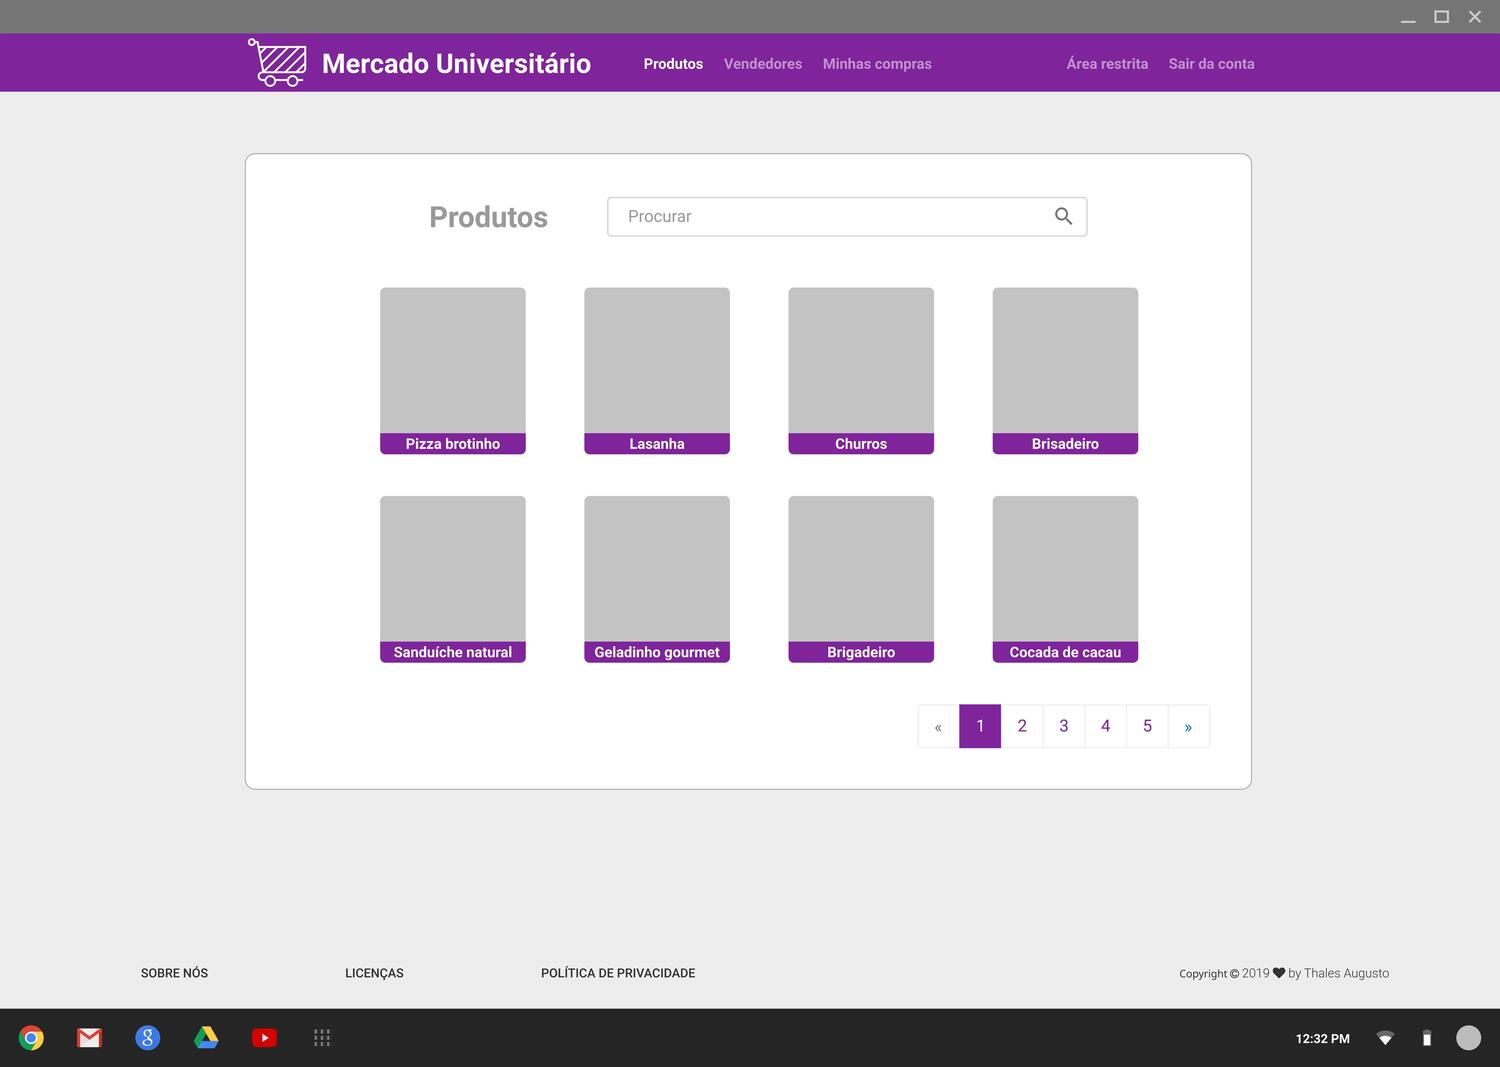 Mercado Universitário
Produtos Vendedores Minhas compras Área restrita Sair da conta
Produtos
Procurar
Pizza brotinho Lasanha Churros Brisadeiro
Sanduíche natural Geladinho gourmet Brigadeiro Cocada de cacau
« 1 2 3 4 5 »
SOBRE NÓS LICENÇAS POLÍTICA DE PRIVACIDADE Copyright © 2019 ♥ by Thales Augusto
12:32 PM